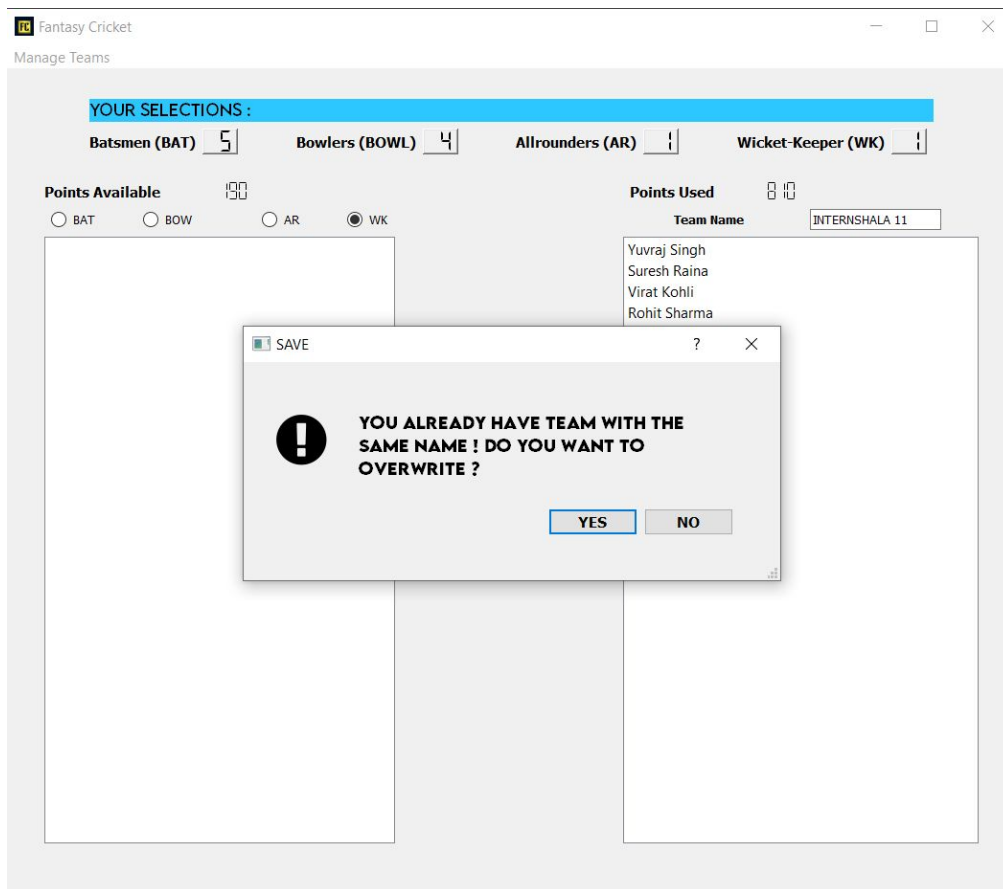 FC Fantasy Cricket
Manage Teams
YOUR SELECTIONS :
Batsmen (BAT) 5 Bowlers (BOWL) 4 Allrounders (AR) 1 Wicket-Keeper (WK) 1
Points Available 190 Points Used 810
BAT BOW AR WK Team Name INTERNSHALA 11
Yuvraj Singh
Suresh Raina
Virat Kohli
Rohit Sharma
SAVE ?
YOU ALREADY HAVE TEAM WITH THE
SAME NAME ! DO YOU WANT TO
OVERWRITE ?
YES NO